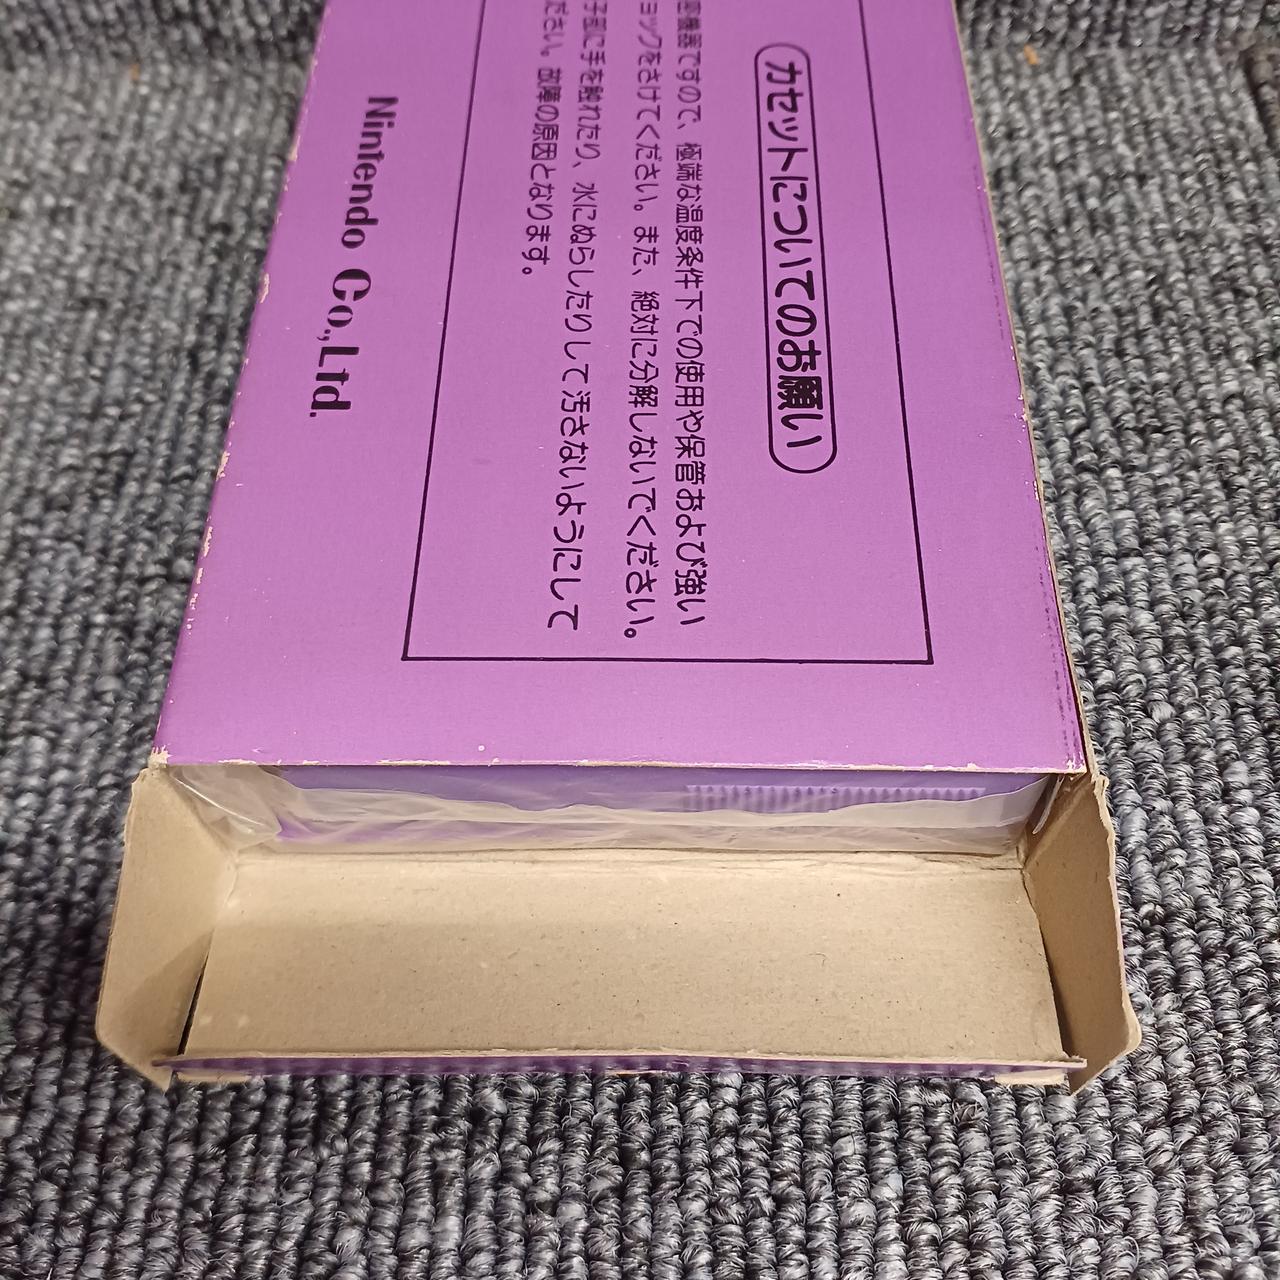 カセットについてのお願い
密機器ですので、極端な温度条件下での使用や保管および強い
ョックをさけてください。また、絶対に分解しないでください。
子部に手を触れたり、水にぬらしたりして汚さないようにして
ださい。故障の原因となります。
Nintendo Co.,Ltd.